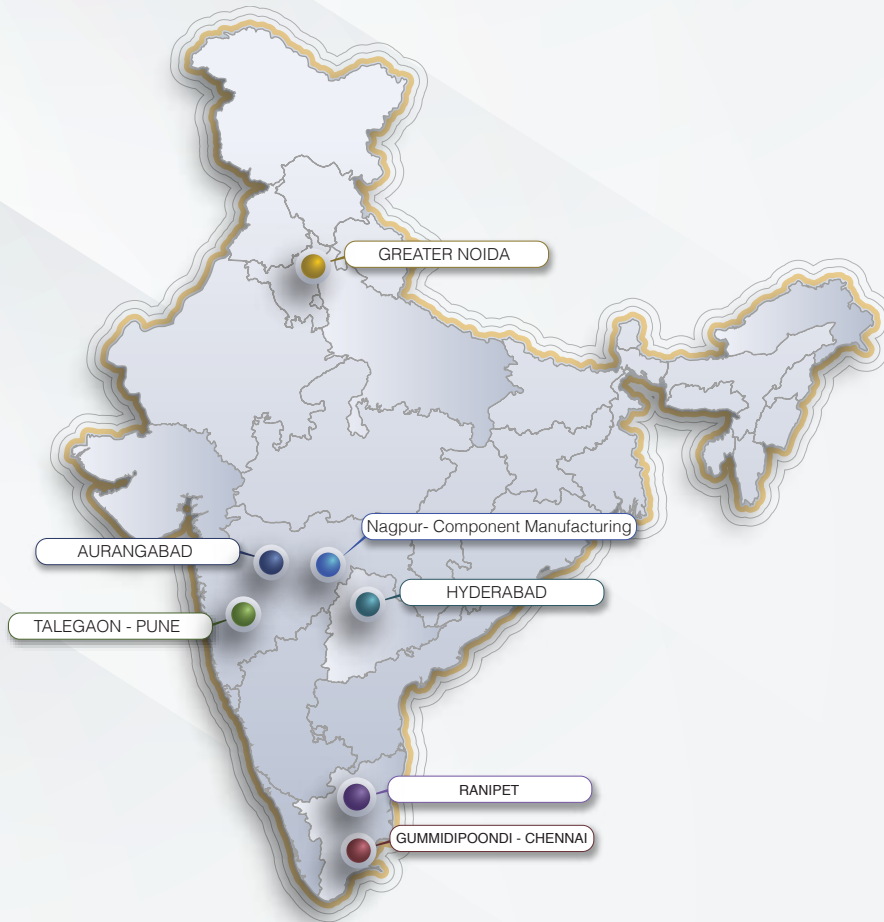 GREATER NOIDA
Nagpur- Component Manufacturing
AURANGABAD
HYDERABAD
TALEGAON - PUNE
RANIPET
GUMMIDIPOONDI - CHENNAI